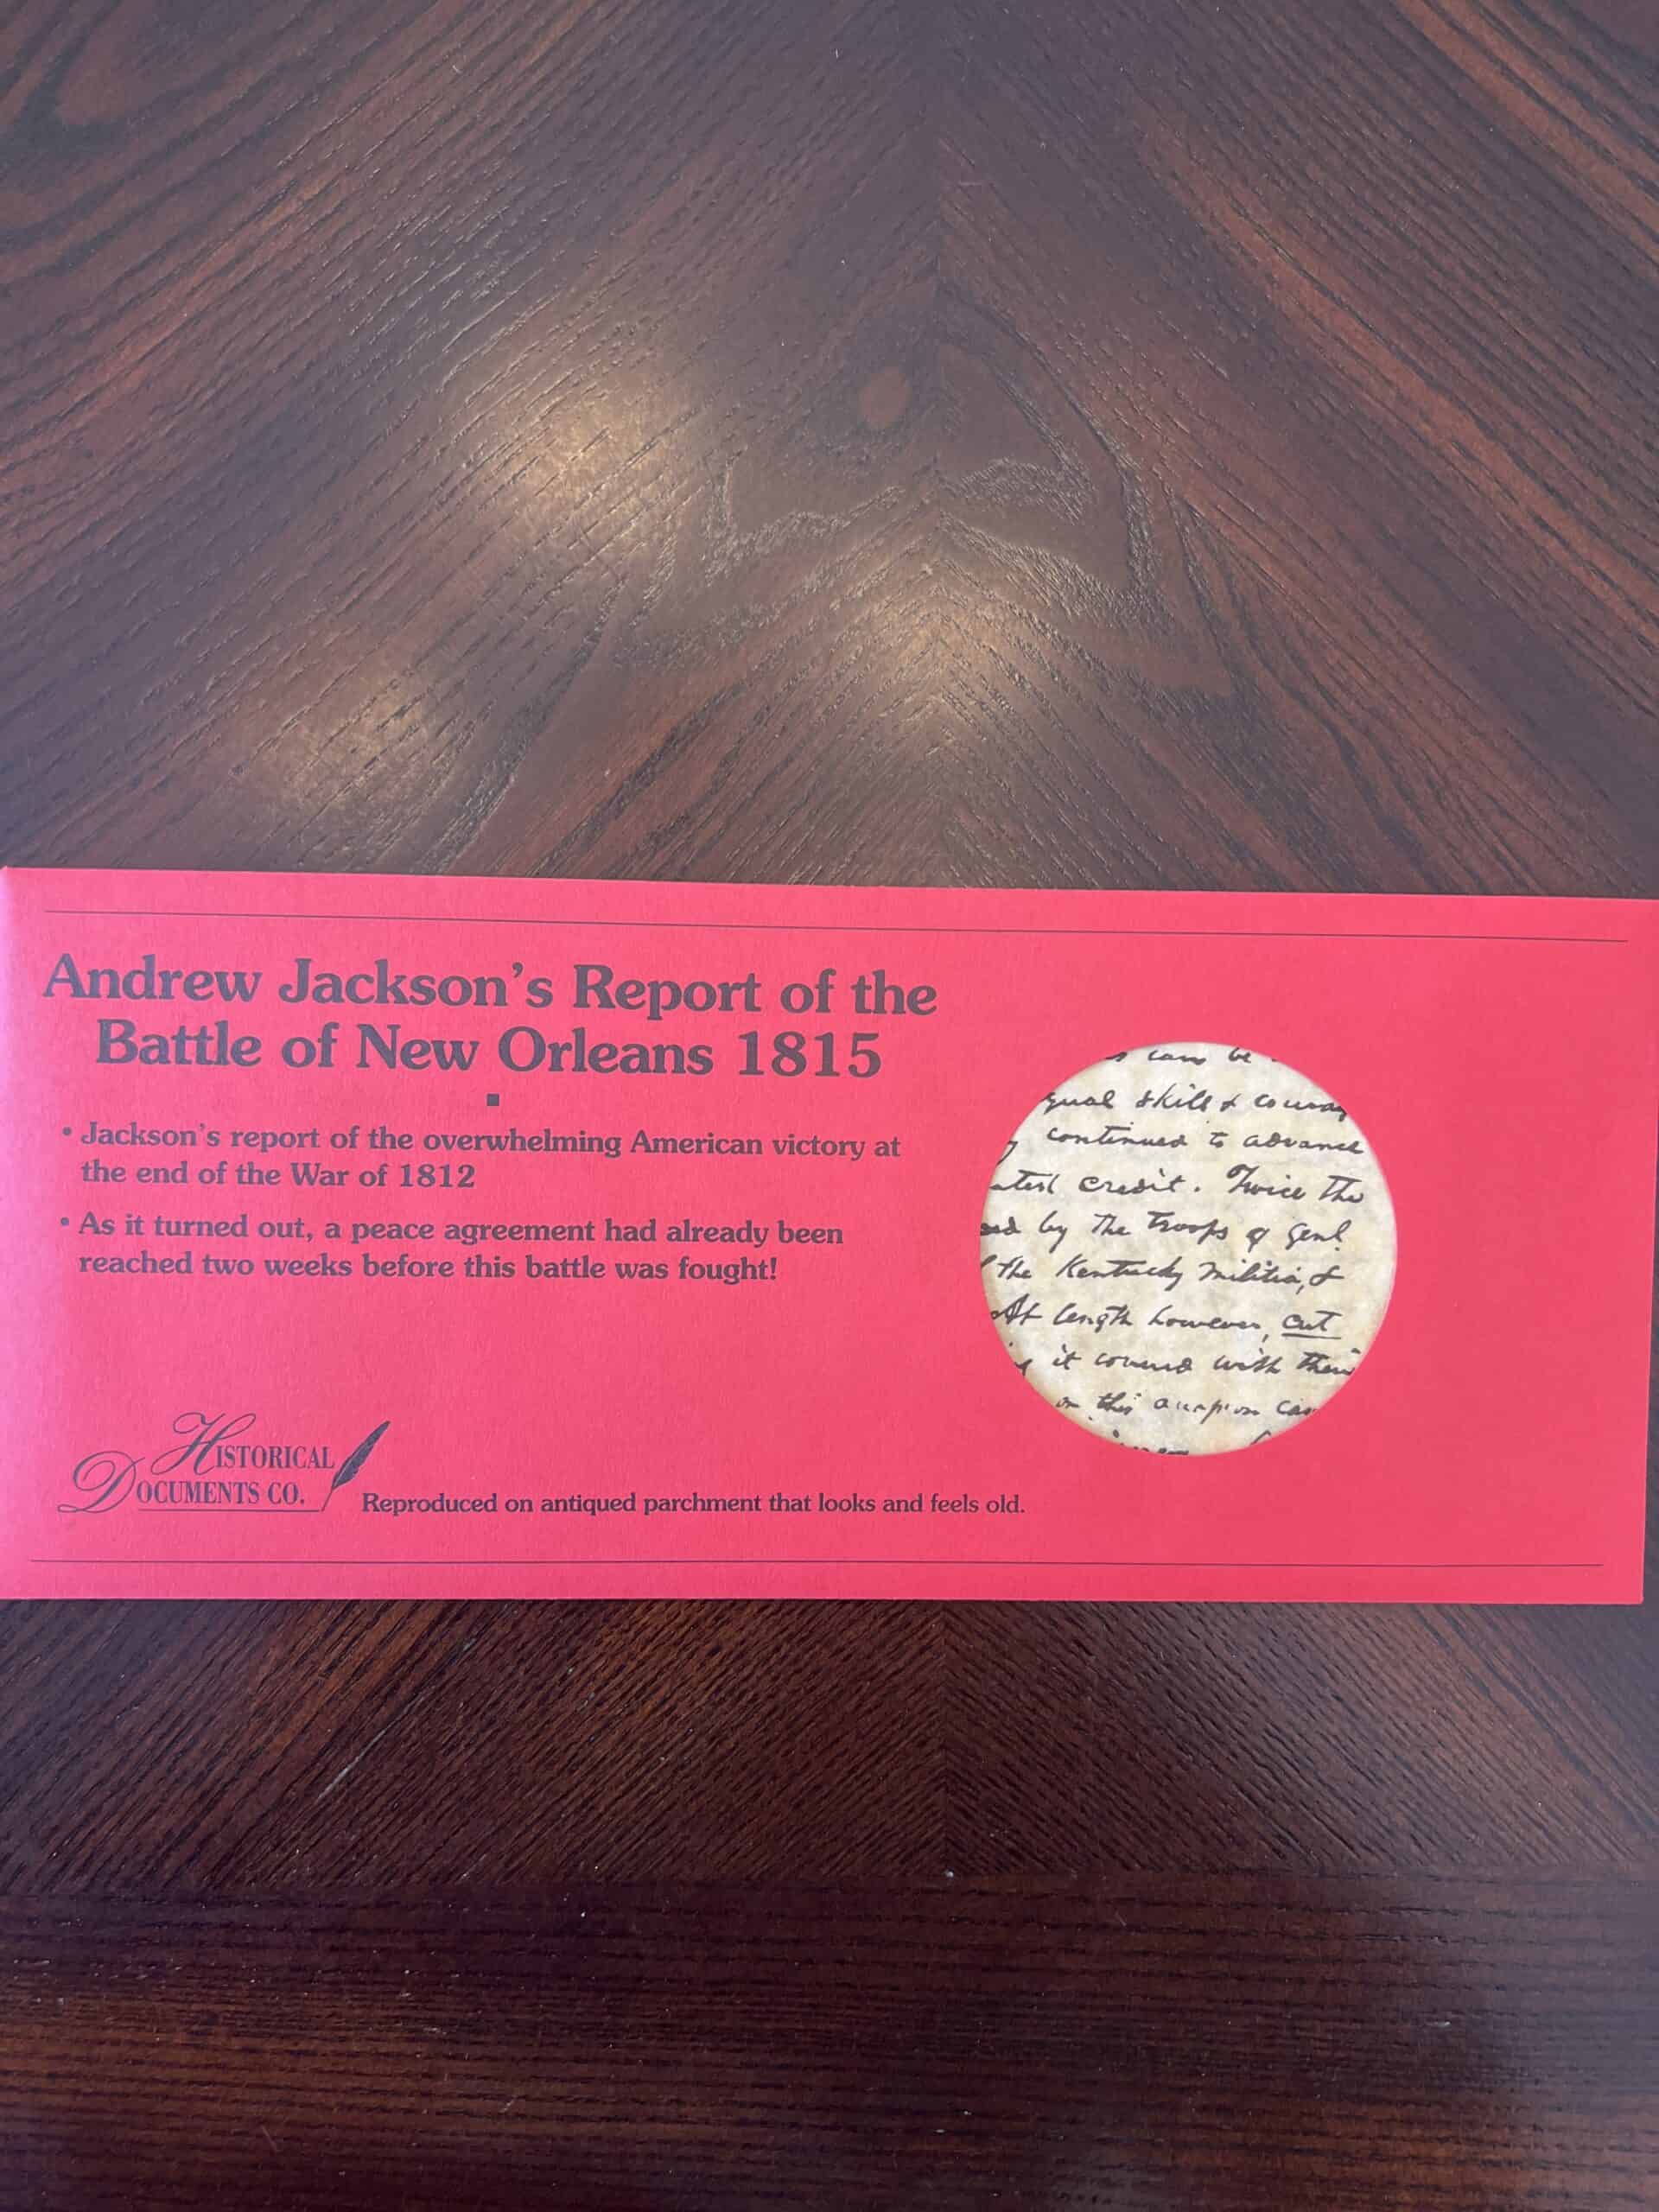 Andrew Jackson's Report of the
Battle of New Orleans 1815
• Jackson's report of the overwhelming American victory at
the end of the War of 1812
• As it turned out, a peace agreement had already been
reached two weeks before this battle was fought!
HISTORICAL
DOCUMENTS CO.
Reproduced on antiqued parchment that looks and feels old.
can be
qual skill &
continued to advance
credit. Twice the
by the troops of Genl
the Kentucky militia, &
At length however, cut
it covered with their
on this